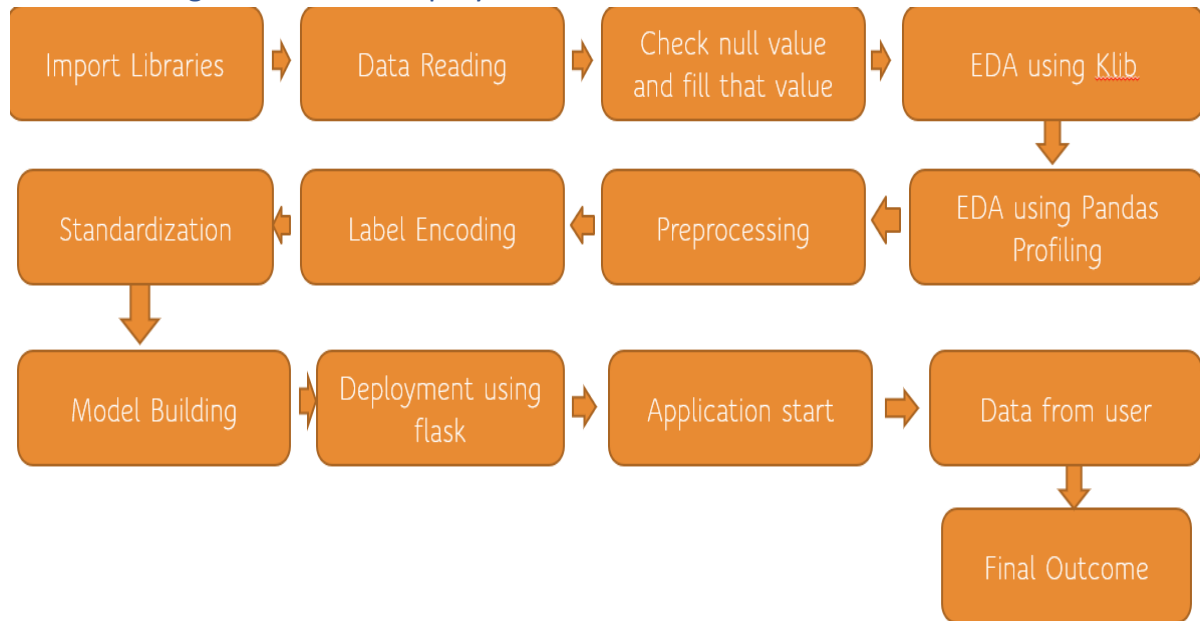 Import Libraries
Data Reading
Check null value
and fill that value
EDA using Klib
EDA using Pandas
Profiling
Preprocessing
Label Encoding
Standardization
Model Building
Deployment using
flask
Application start
Data from user
Final Outcome